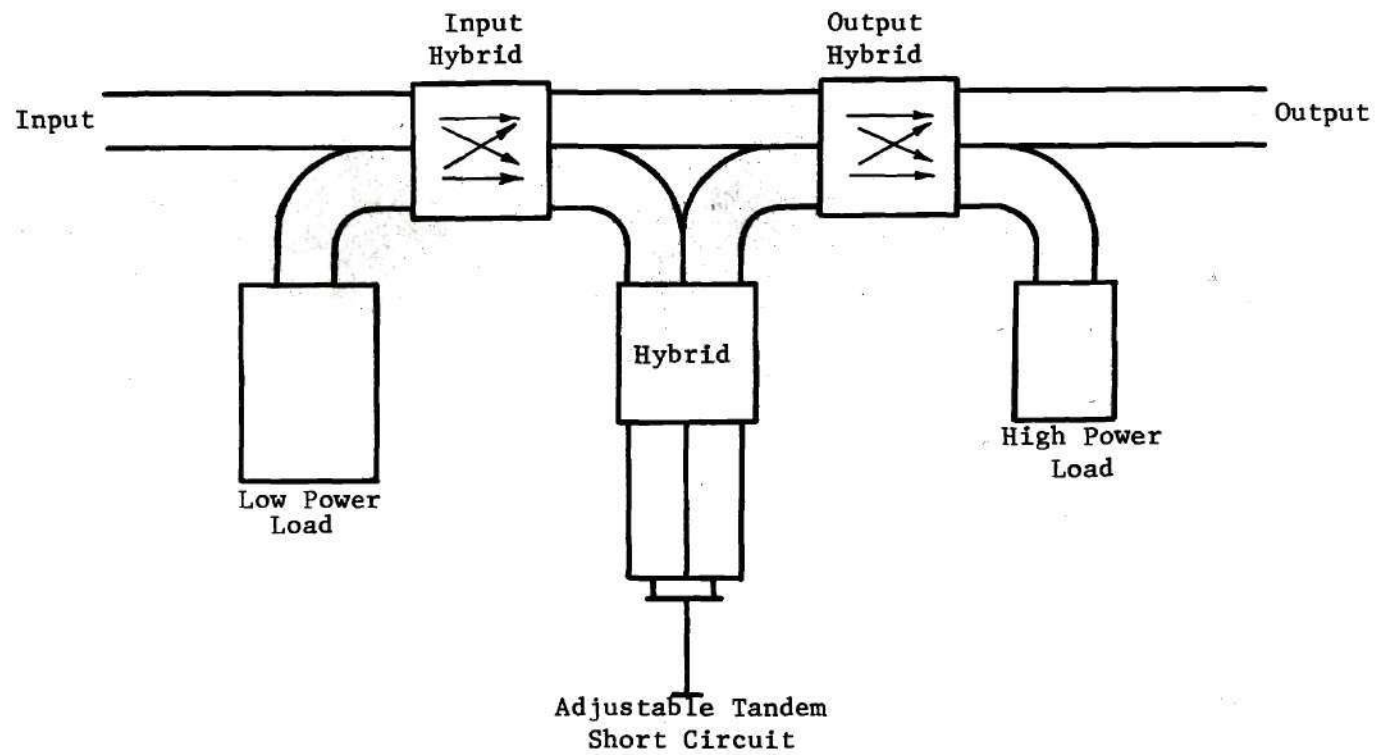 Input
Hybrid
Output
Hybrid
Input
Output
Hybrid
Low Power
Load
High Power
Load
Adjustable Tandem
Short Circuit